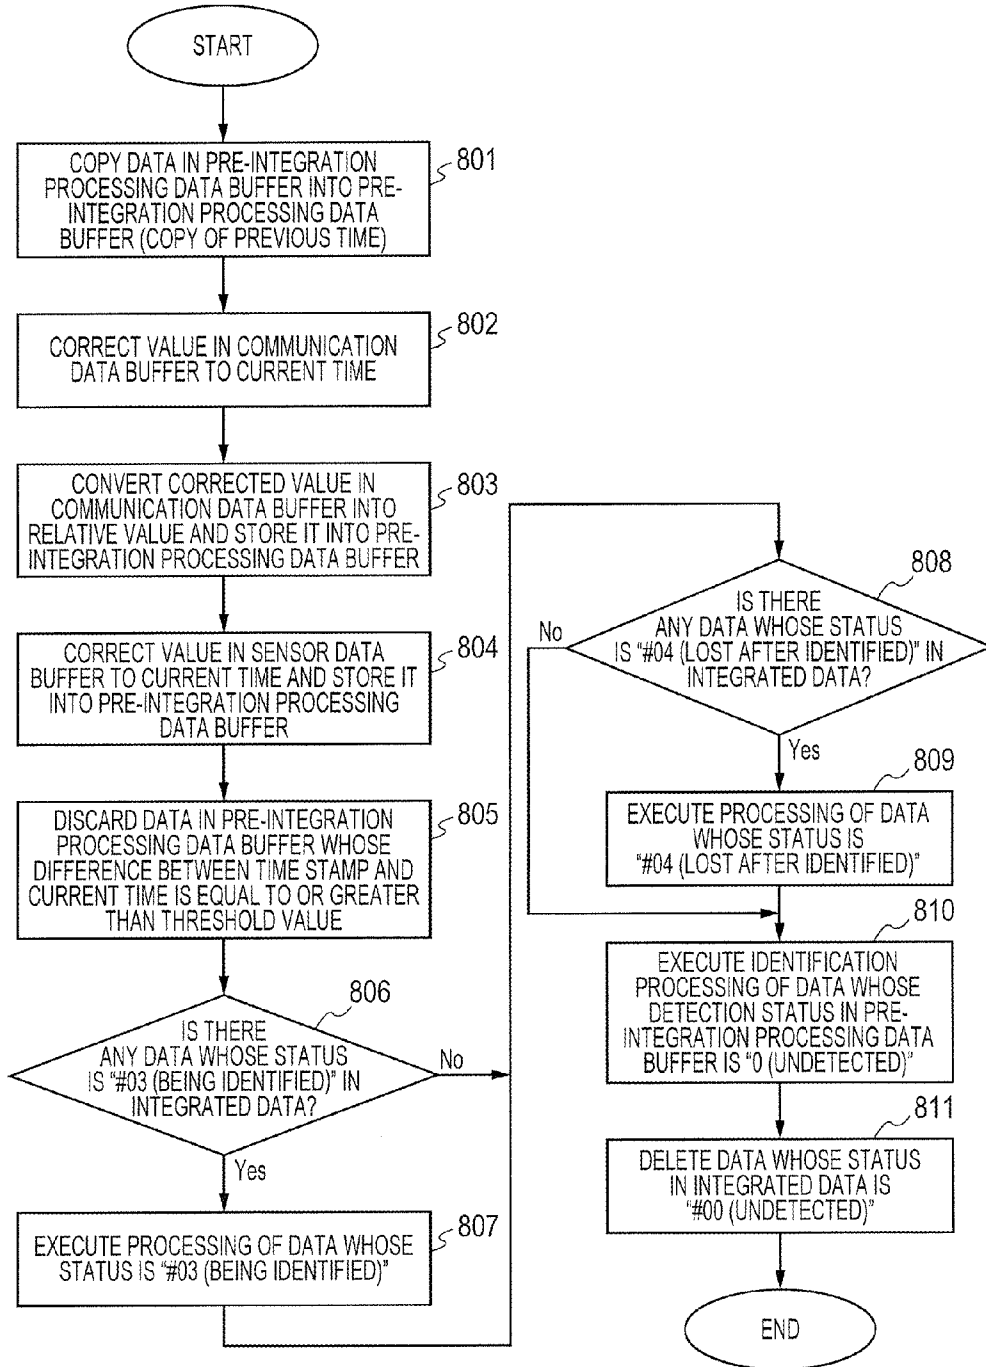 START
COPY DATA IN PRE-INTEGRATION
PROCESSING DATA BUFFER INTO PRE-
INTEGRATION PROCESSING DATA
BUFFER (COPY OF PREVIOUS TIME)
801
CORRECT VALUE IN COMMUNICATION
DATA BUFFER TO CURRENT TIME
802
CONVERT CORRECTED VALUE IN
COMMUNICATION DATA BUFFER INTO
RELATIVE VALUE AND STORE IT INTO PRE-
INTEGRATION PROCESSING DATA BUFFER
803
CORRECT VALUE IN SENSOR DATA
BUFFER TO CURRENT TIME AND STORE IT
INTO PRE-INTEGRATION PROCESSING
DATA BUFFER
804
DISCARD DATA IN PRE-INTEGRATION
PROCESSING DATA BUFFER WHOSE
DIFFERENCE BETWEEN TIME STAMP AND
CURRENT TIME IS EQUAL TO OR GREATER
THAN THRESHOLD VALUE
805
806
IS THERE
ANY DATA WHOSE STATUS
IS "#03 (BEING IDENTIFIED)" IN
INTEGRATED DATA?
No
Yes
EXECUTE PROCESSING OF DATA WHOSE
STATUS IS "#03 (BEING IDENTIFIED)"
807
808
IS THERE
ANY DATA WHOSE STATUS
IS "#04 (LOST AFTER IDENTIFIED)" IN
INTEGRATED DATA?
No
Yes
809
EXECUTE PROCESSING OF DATA
WHOSE STATUS IS
"#04 (LOST AFTER IDENTIFIED)"
810
EXECUTE IDENTIFICATION
PROCESSING OF DATA WHOSE
DETECTION STATUS IN PRE-
INTEGRATION PROCESSING DATA
BUFFER IS "0 (UNDETECTED)"
811
DELETE DATA WHOSE STATUS
IN INTEGRATED DATA IS
"#00 (UNDETECTED)"
END